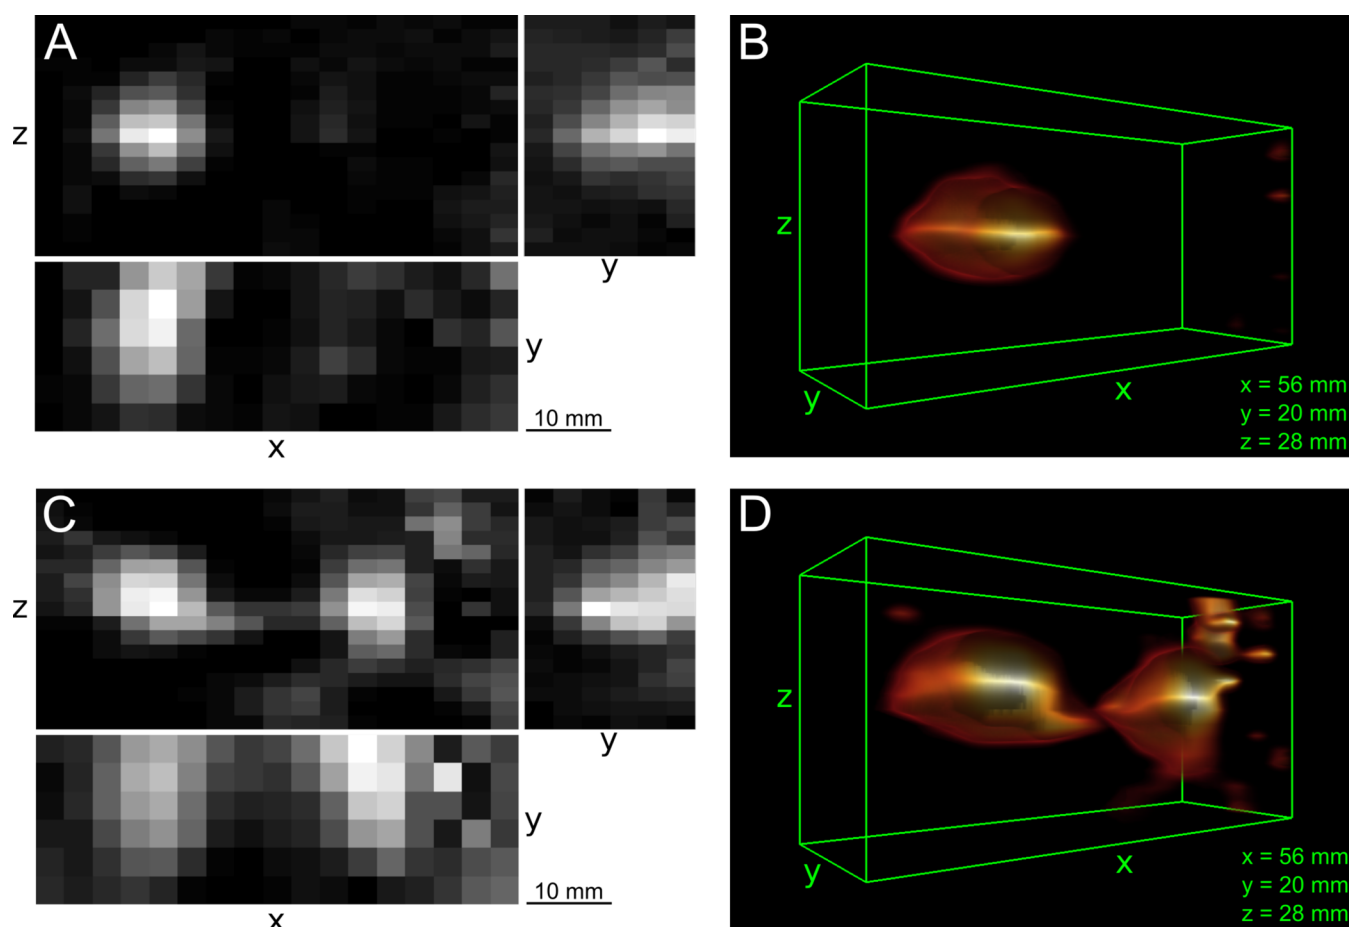 A
z
y
y
10 mm
x
B
z
y
x
x = 56 mm
y = 20 mm
z = 28 mm
C
z
y
y
10 mm
x
D
z
y
x
x = 56 mm
y = 20 mm
z = 28 mm